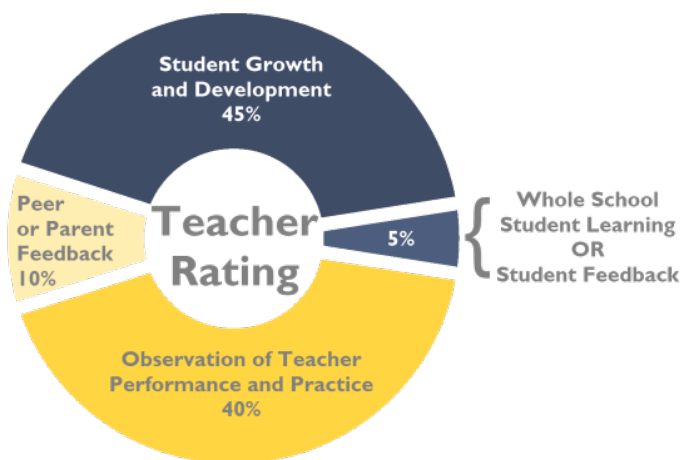 Student Growth
and Development
45%
Peer
or Parent
Feedback
10%
Teacher
Rating
5%
Whole School
Student Learning
OR
Student Feedback
Observation of Teacher
Performance and Practice
40%